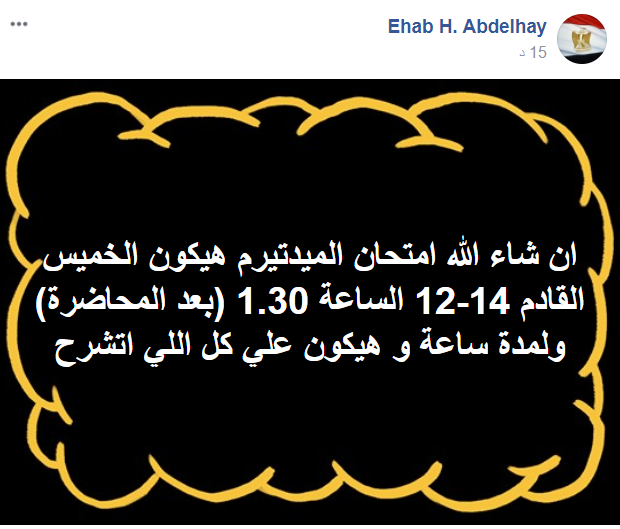 Ehab H. Abdelhay
15 د
ان شاء الله امتحان الميدتيرم هيكون الخميس
القادم 14-12 الساعة 1.30 (بعد المحاضرة)
ولمدة ساعة و هيكون علي كل اللي اتشرح